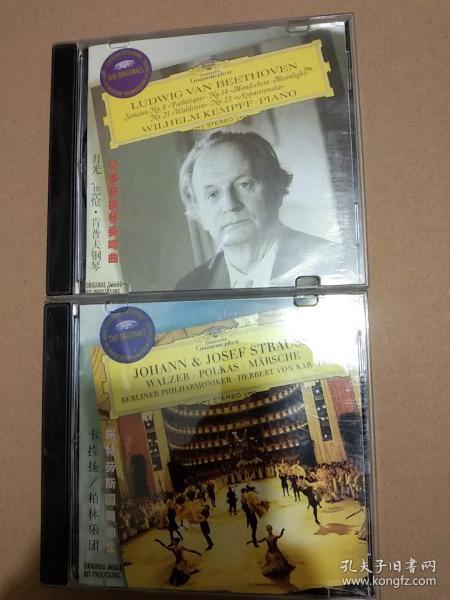 THE ORIGINALS
Deutsche
Grammophon
LUDWIG VAN BEETHOVEN
Sonaten No. 8 »Pathétique« · No. 14 »Mondschein · Moonlight«
No. 21 »Waldstein« · No. 23 »Appassionata«
WILHELM KEMPFF · PIANO
STEREO
贝多芬钢琴奏鸣曲
月光·悲怆·肯普夫钢琴
ORIGINAL-IMAGE
BIT-PROCESSING
THE ORIGINALS
Deutsche
Grammophon
JOHANN & JOSEF STRAUSS
WALZER · POLKAS · MÄRSCHE
BERLINER PHILHARMONIKER HERBERT VON KARAJAN
STEREO
施特劳斯圆舞曲集
卡拉扬/柏林乐团
ORIGINAL-IMAGE
BIT-PROCESSING
孔夫子旧书网
www.kongfz.com